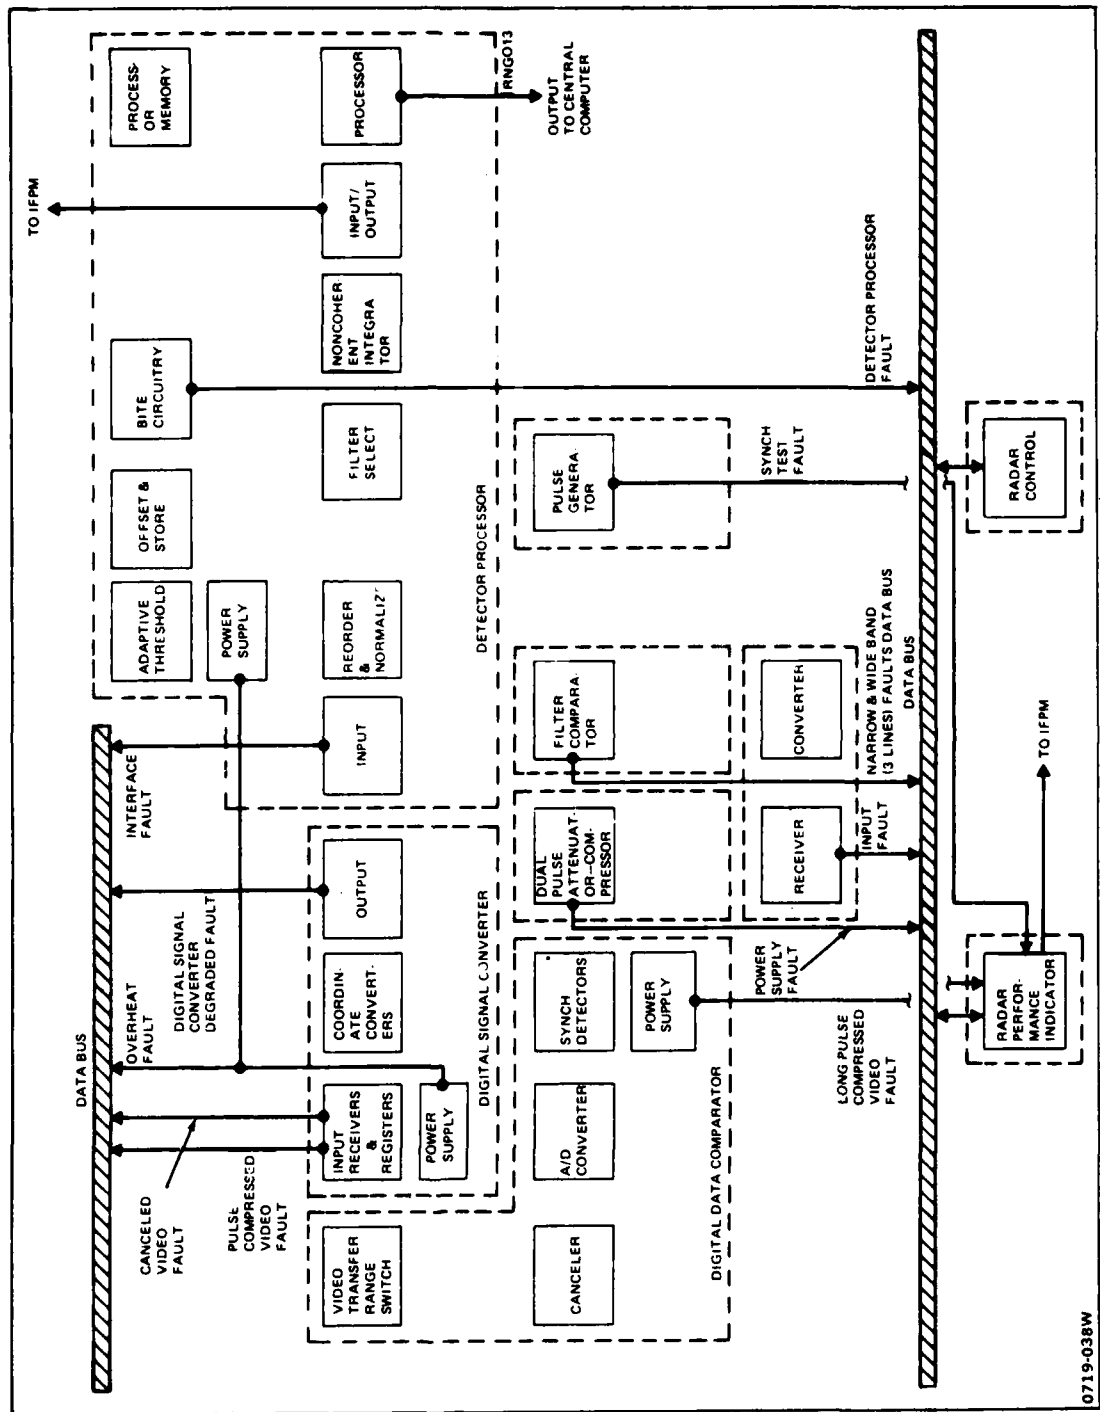 DATA BUS
CANCELED
VIDEO
FAULT
PULSE
COMPRESSED
VIDEO
FAULT
OVERHEAT
FAULT
DIGITAL SIGNAL
CONVERTER
DEGRADED FAULT
INTERFACE
FAULT
TO IFPM
ADAPTIVE
THRESHOLD
OFFSET &
STORE
BITE
CIRCUITRY
PROCESS-
OR
MEMORY
POWER
SUPPLY
VIDEO
TRANSFER
RANGE
SWITCH
INPUT
RECEIVERS
&
REGISTERS
COORDIN-
ATE
CONVERT-
ERS
OUTPUT
INPUT
REORDER
&
NORMALIZ
FILTER
SELECT
NONCOHER-
ENT
INTEGRA
TOR
INPUT/
OUTPUT
PROCESSOR
POWER
SUPPLY
DIGITAL SIGNAL CONVERTER
DETECTOR PROCESSOR
IRNGO13
OUTPUT
TO CENTRAL
COMPUTER
CANCELER
A/D
CONVERTER
SYNCH
DETECTORS
DUAL
PULSE
ATTENUAT-
OR-COM-
PRESSOR
FILTER
COMPARA-
TOR
PULSE
GENERA-
TOR
POWER
SUPPLY
DIGITAL DATA COMPARATOR
SYNCH
TEST
FAULT
POWER
SUPPLY
FAULT
RECEIVER
CONVERTER
LONG PULSE
COMPRESSED
VIDEO
FAULT
INPUT
FAULT
NARROW & WIDE BAND
(3 LINES) FAULTS DATA BUS
DETECTOR PROCESSOR
FAULT
DATA BUS
RADAR
PERFOR-
MANCE
INDICATOR
TO IFPM
RADAR
CONTROL
0719-038W